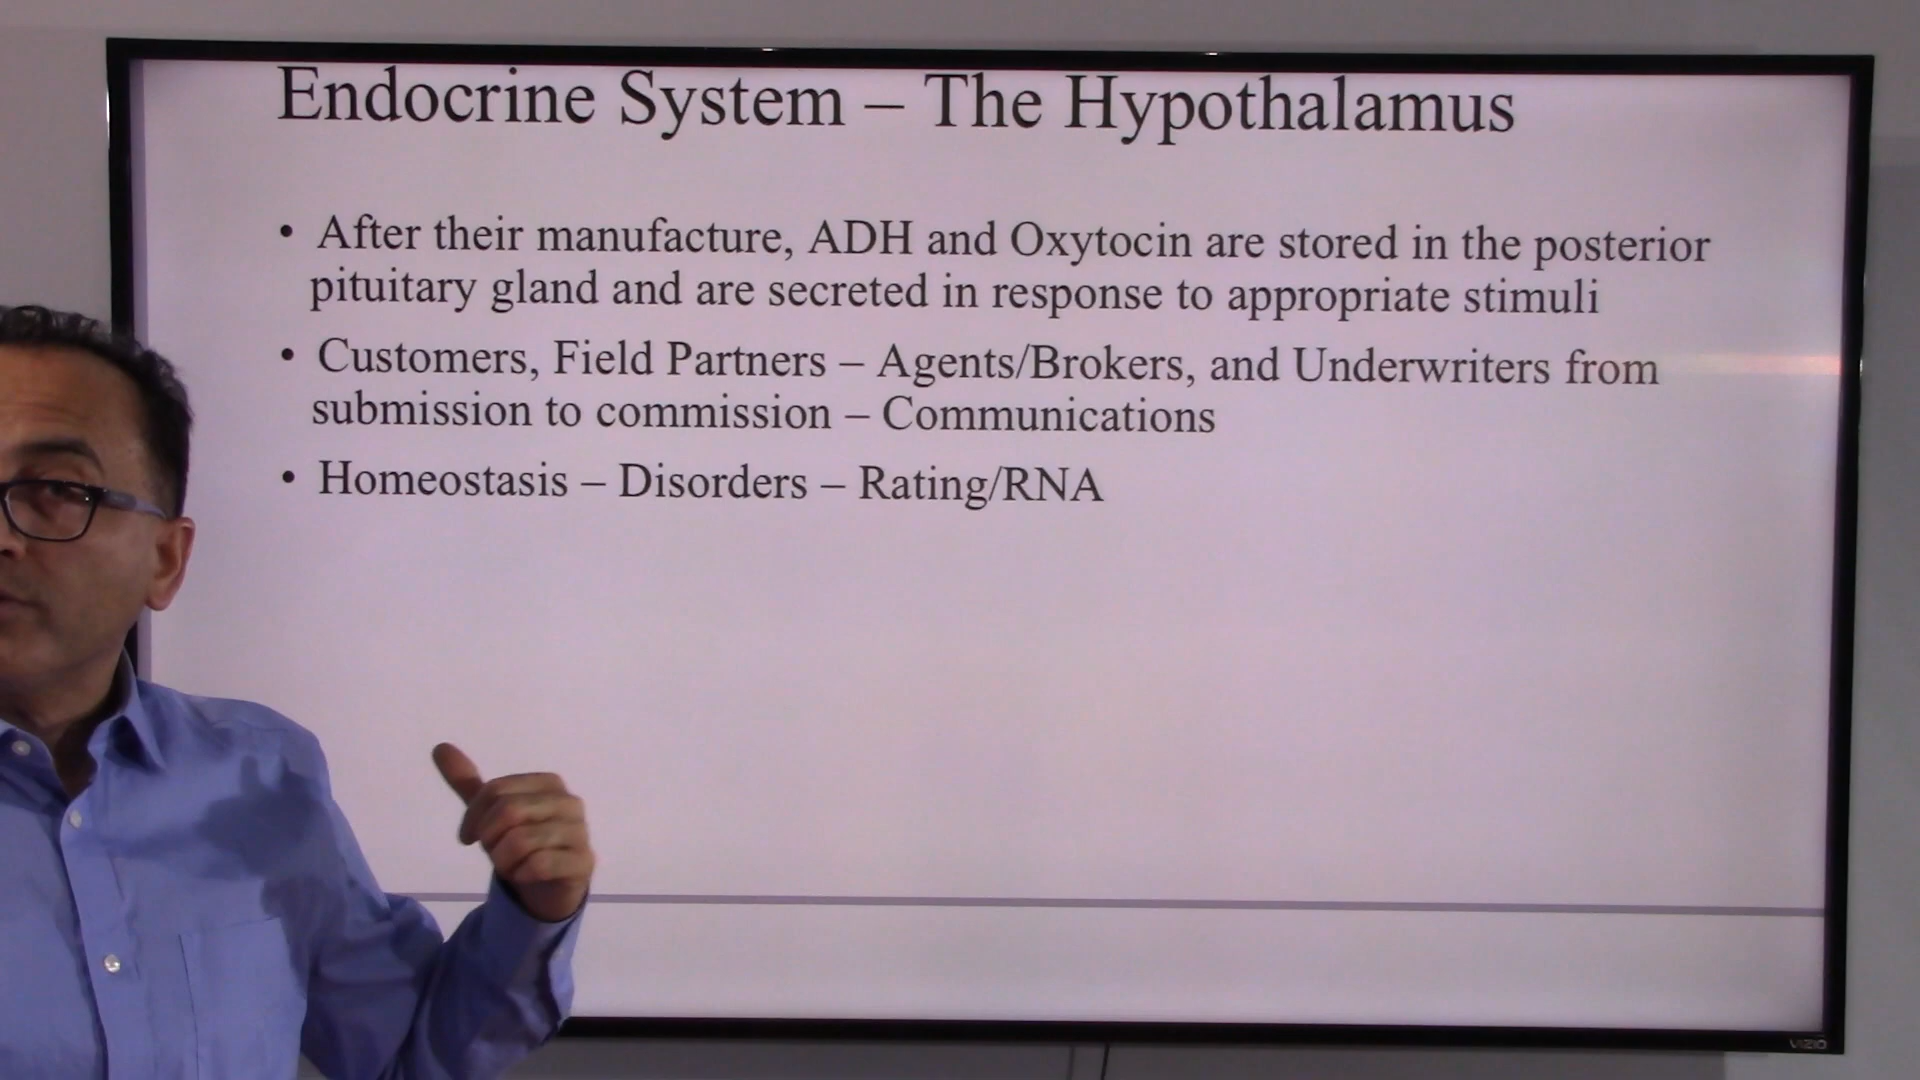 Endocrine System – The Hypothalamus
• After their manufacture, ADH and Oxytocin are stored in the posterior
pituitary gland and are secreted in response to appropriate stimuli
• Customers, Field Partners – Agents/Brokers, and Underwriters from
submission to commission – Communications
• Homeostasis – Disorders – Rating/RNA
VIZIO